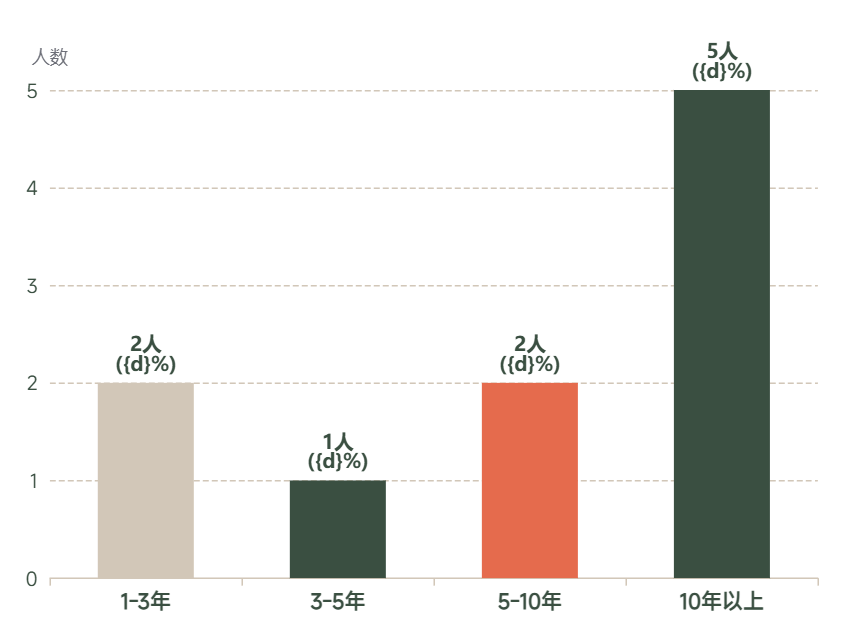 人数
5人
({d}%)
5
4
3
2人
({d}%)
2人
({d}%)
2
1人
({d}%)
1
0
1-3年
3-5年
5-10年
10年以上